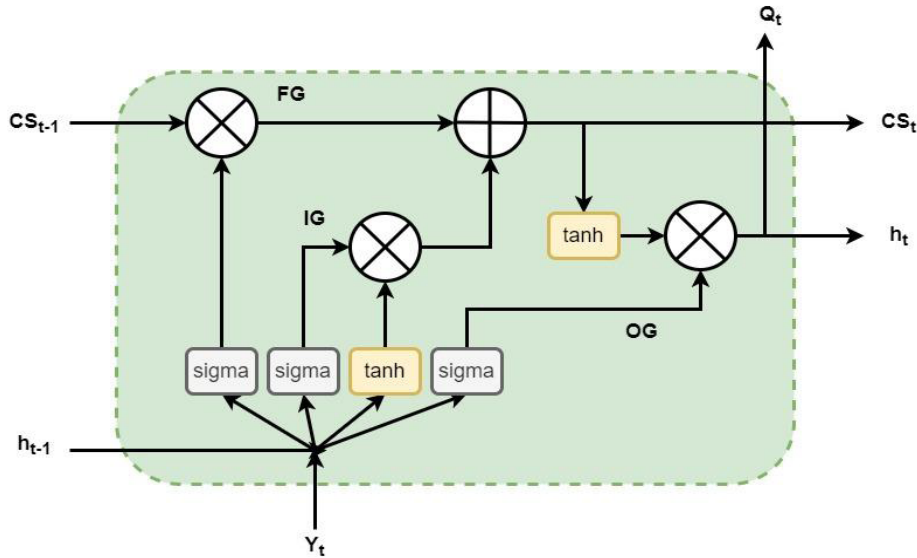 Qt
FG
CSt-1
CSt
IG
tanh
ht
OG
sigma
sigma
tanh
sigma
ht-1
Yt